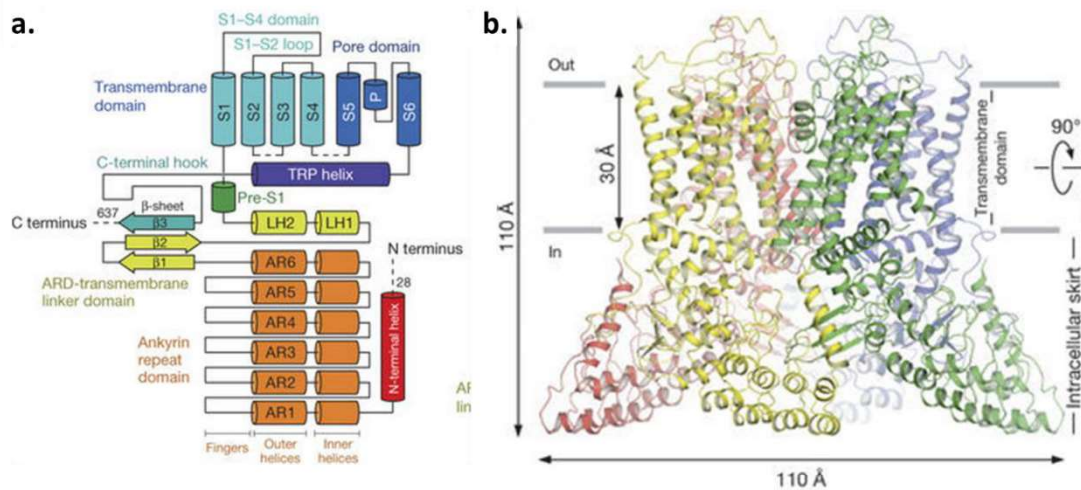 a.
S1–S4 domain
S1–S2 loop
Pore domain
Transmembrane
domain
S1
S2
S3
S4
S5
P
S6
C-terminal hook
TRP helix
Pre-S1
β-sheet
C terminus
637
β3
β2
β1
LH2
LH1
N terminus
28
ARD-transmembrane
linker domain
AR6
AR5
AR4
AR3
AR2
AR1
N-terminal helix
Ankyrin
repeat
domain
Fingers
Outer
helices
Inner
helices
AR
lin
b.
Out
In
30 Å
110 Å
110 Å
Transmembrane
domain
Intracellular skirt
90°